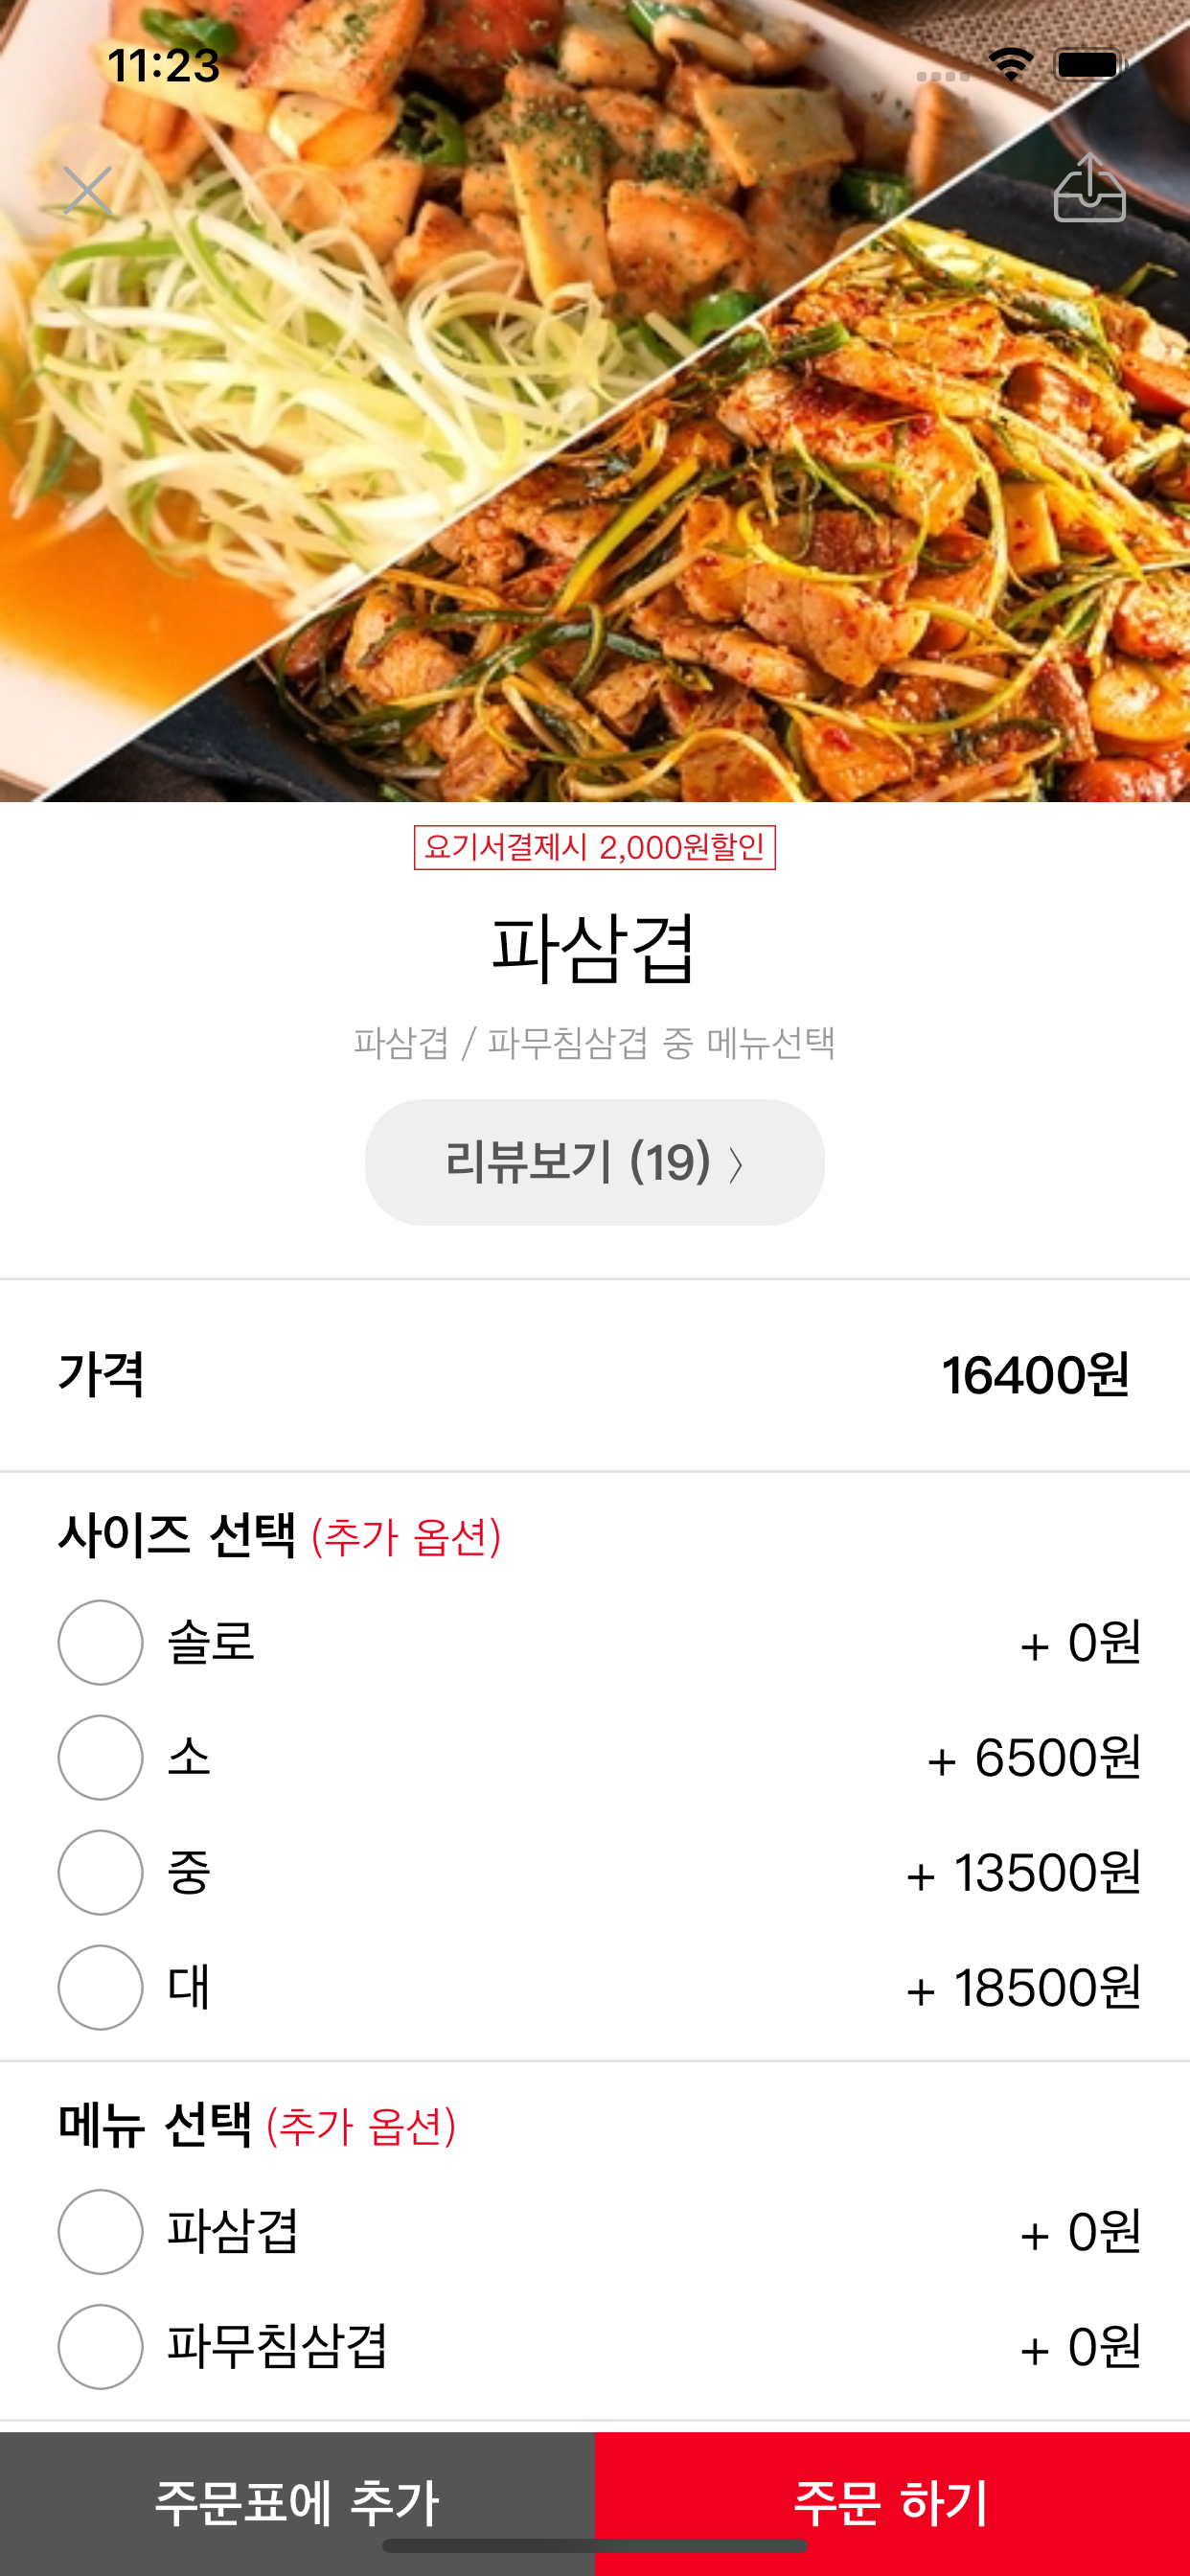 11:23
요기서결제시 2,000원할인
파삼겹
파삼겹 / 파무침삼겹 중 메뉴선택
리뷰보기 (19) 〉
가격 16400원
사이즈 선택 (추가 옵션)
솔로 + 0원
소 + 6500원
중 + 13500원
대 + 18500원
메뉴 선택 (추가 옵션)
파삼겹 + 0원
파무침삼겹 + 0원
주문표에 추가 주문 하기